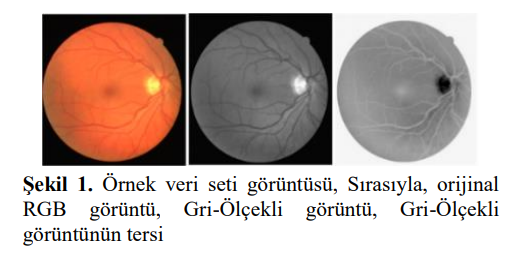 Şekil 1. Örnek veri seti görüntüsü, Sırasıyla, orijinal
RGB görüntü, Gri-Ölçekli görüntü, Gri-Ölçekli
görüntünün tersi